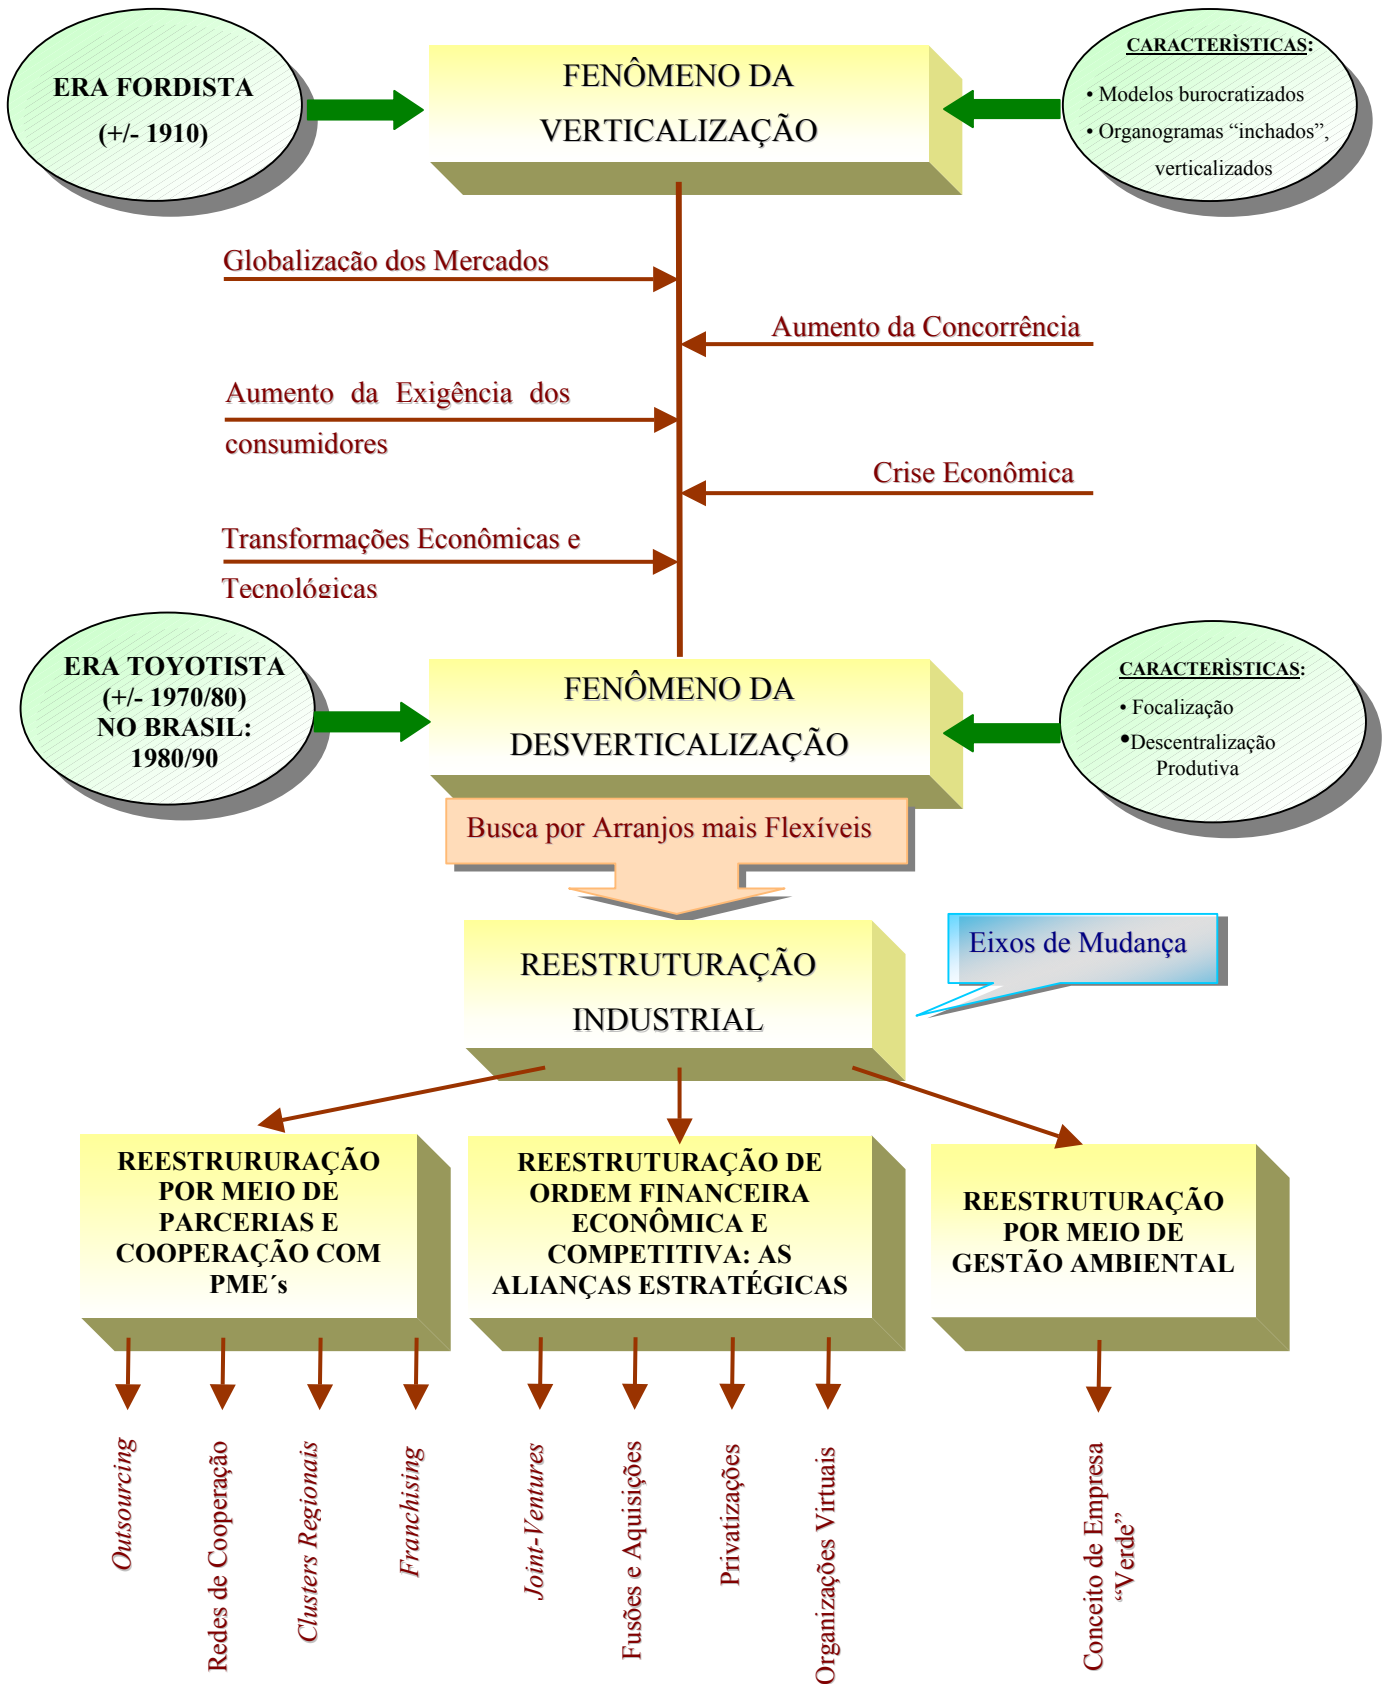 ERA FORDISTA
(+/- 1910)
FENÔMENO DA
VERTICALIZAÇÃO
CARACTERÌSTICAS:
• Modelos burocratizados
• Organogramas “inchados”,
verticalizados
Globalização dos Mercados
Aumento da Concorrência
Aumento da Exigência dos
consumidores
Crise Econômica
Transformações Econômicas e
Tecnológicas
ERA TOYOTISTA
(+/- 1970/80)
NO BRASIL:
1980/90
FENÔMENO DA
DESVERTICALIZAÇÃO
CARACTERÌSTICAS:
• Focalização
•Descentralização
Produtiva
Busca por Arranjos mais Flexíveis
REESTRUTURAÇÃO
INDUSTRIAL
Eixos de Mudança
REESTRURURAÇÃO
POR MEIO DE
PARCERIAS E
COOPERAÇÃO COM
PME´s
REESTRUTURAÇÃO DE
ORDEM FINANCEIRA
ECONÔMICA E
COMPETITIVA: AS
ALIANÇAS ESTRATÉGICAS
REESTRUTURAÇÃO
POR MEIO DE
GESTÃO AMBIENTAL
Outsourcing
Redes de Cooperação
Clusters Regionais
Franchising
Joint-Ventures
Fusões e Aquisições
Privatizações
Organizações Virtuais
Conceito de Empresa
“Verde”